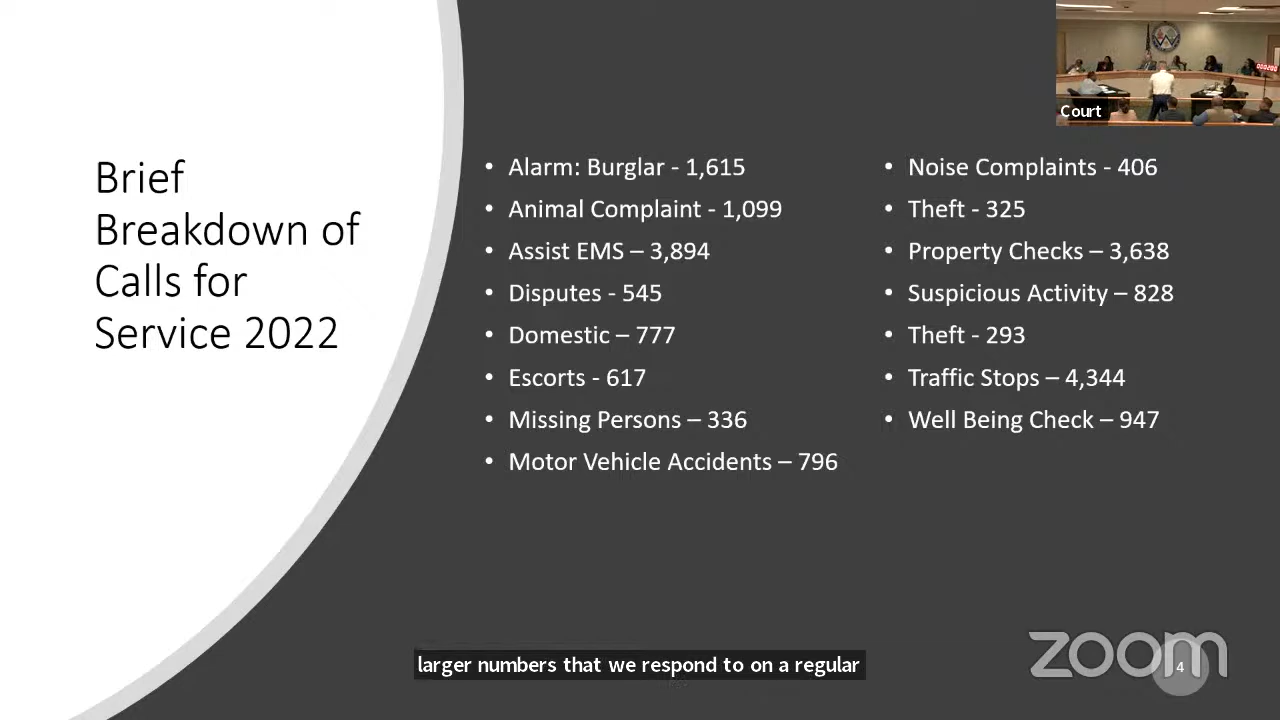 Brief
Breakdown of
Calls for
Service 2022
• Alarm: Burglar - 1,615
• Animal Complaint - 1,099
• Assist EMS – 3,894
• Disputes - 545
• Domestic – 777
• Escorts - 617
• Missing Persons – 336
• Motor Vehicle Accidents – 796
• Noise Complaints - 406
• Theft - 325
• Property Checks – 3,638
• Suspicious Activity – 828
• Theft - 293
• Traffic Stops – 4,344
• Well Being Check – 947
Court
larger numbers that we respond to on a regular
zoom
4